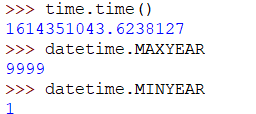 >>> time.time()
1614351043.6238127
>>> datetime.MAXYEAR
9999
>>> datetime.MINYEAR
1